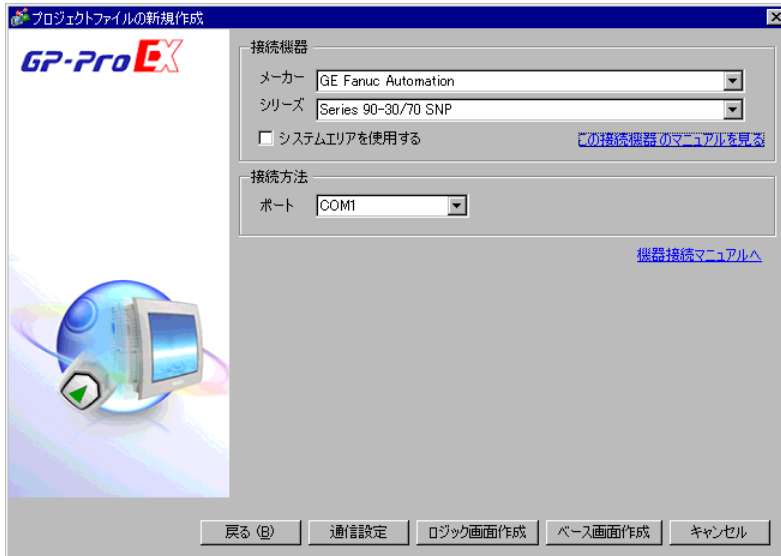 プロジェクトファイルの新規作成
GP-Pro EX
接続機器
メーカー GE Fanuc Automation
シリーズ Series 90-30/70 SNP
システムエリアを使用する この接続機器のマニュアルを見る
接続方法
ポート COM1
機器接続マニュアルへ
戻る (B) 通信設定 ロジック画面作成 ベース画面作成 キャンセル